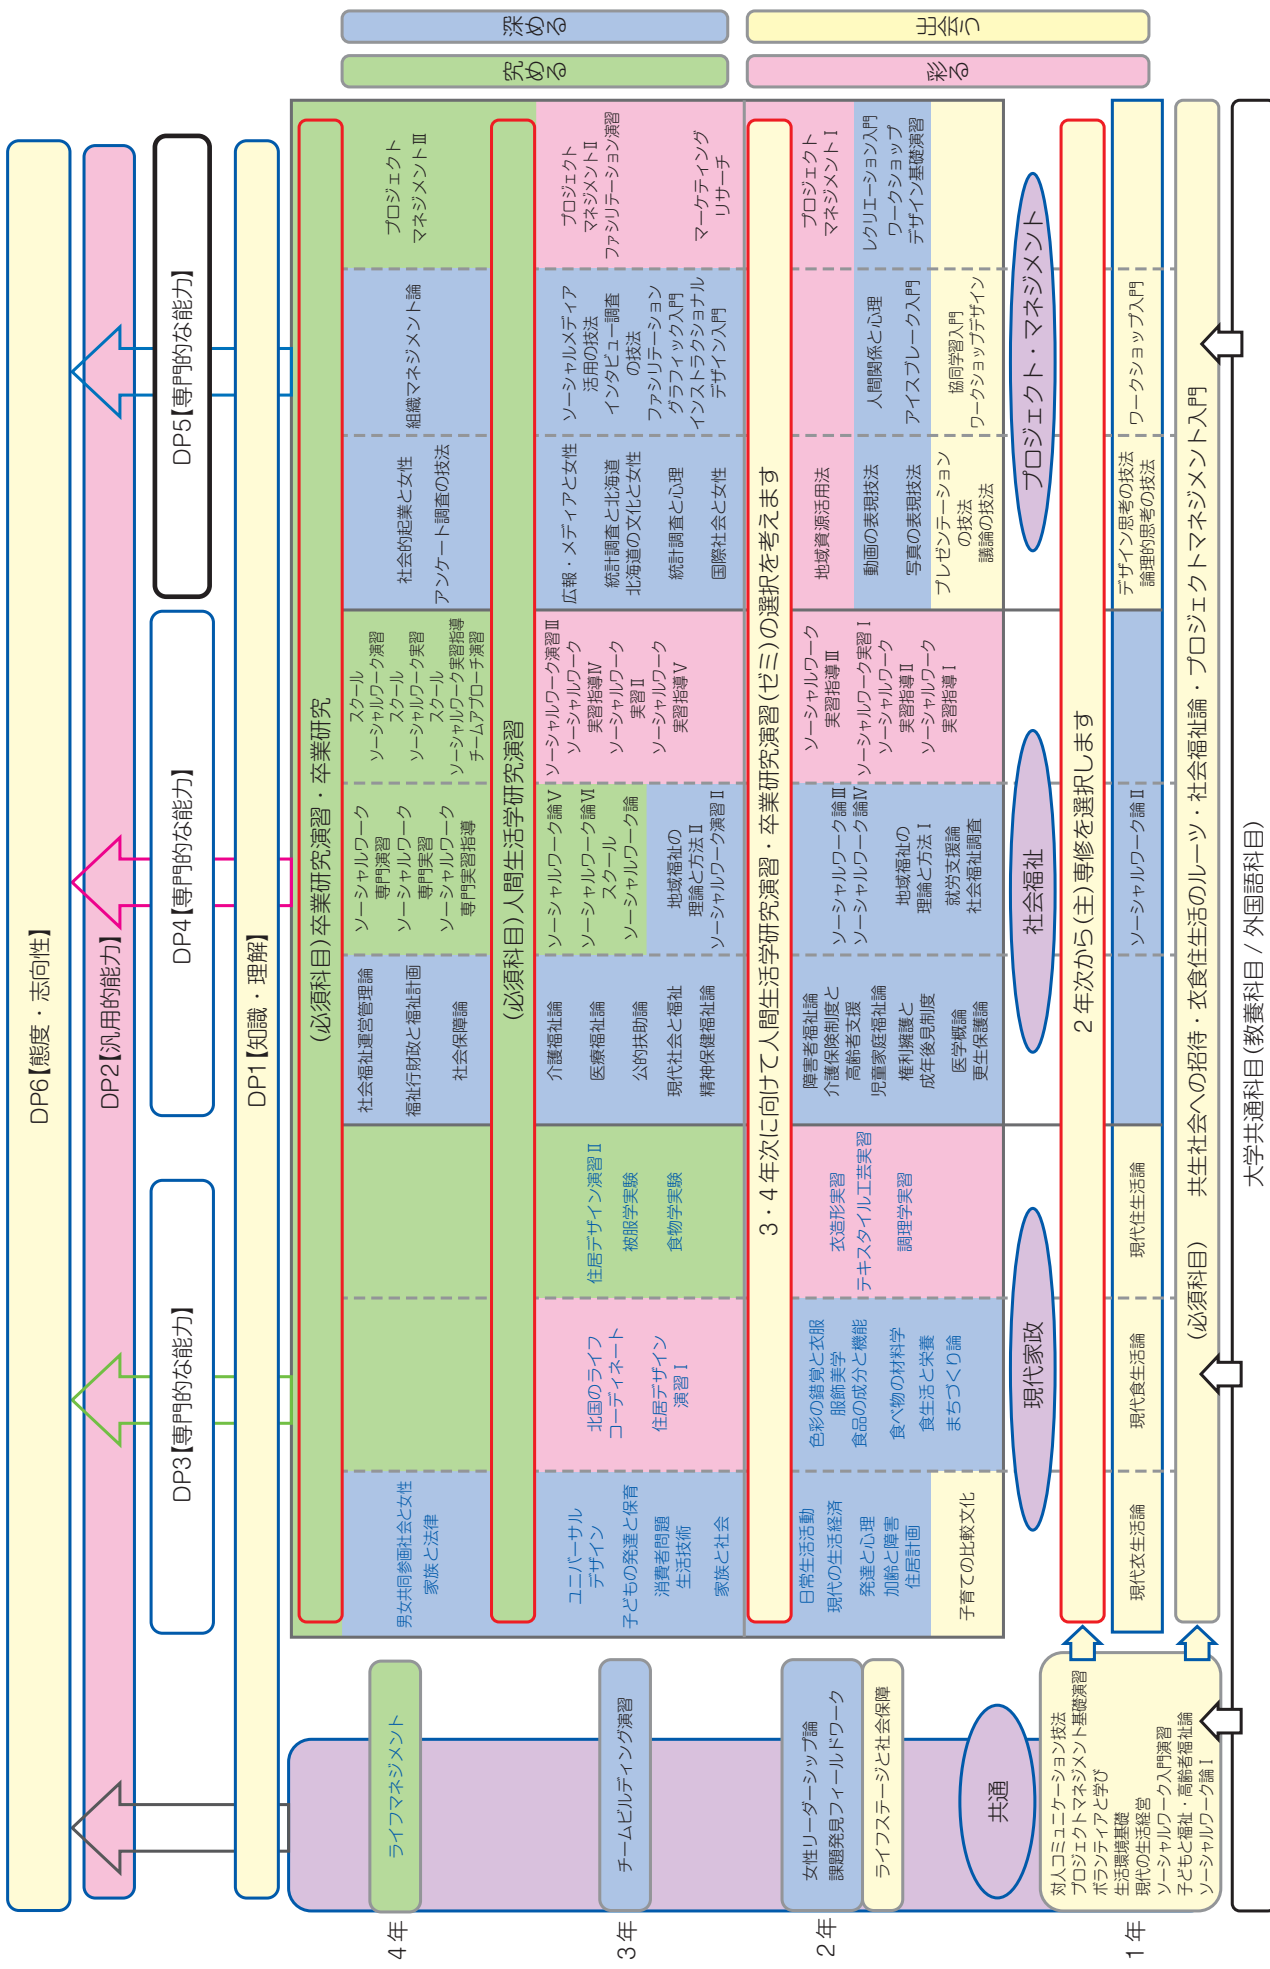 DP6【態度・志向性】
DP2【汎用的能力】
DP3【専門的な能力】
DP4【専門的な能力】
DP5【専門的な能力】
DP1【知識・理解】
4年
3年
2年
1年
ライフマネジメント
チームビルディング演習
女性リーダーシップ論
課題発見フィールドワーク
ライフステージと社会保障
共通
対人コミュニケーション技法
プロジェクトマネジメント基礎演習
ボランティアと学び
生活環境基礎
現代の生活経営
ソーシャルワーク入門演習
子ども福祉・高齢者福祉論
ソーシャルワーク論Ⅰ
(必須科目)卒業研究演習・卒業研究
男女共同参画社会と女性
家族と法律
社会福祉運営管理論
福祉行財政と福祉計画
社会保障論
ソーシャルワーク
専門演習
ソーシャルワーク
専門実習
ソーシャルワーク
専門実習指導
スクール
ソーシャルワーク演習
スクール
ソーシャルワーク実習
スクール
ソーシャルワーク実習指導
チームアプローチ演習
社会的起業と女性
アンケート調査の技法
組織マネジメント論
プロジェクト
マネジメントⅢ
(必須科目)人間生活学研究演習
ユニバーサル
デザイン
子どもの発達と保育
消費者問題
生活技術
家族と社会
北国のライフ
コーディネート
住居デザイン
演習Ⅰ
住居デザイン演習Ⅱ
被服学実験
食物学実験
介護福祉論
医療福祉論
公的扶助論
現代社会と福祉
精神保健福祉論
ソーシャルワーク論Ⅴ
ソーシャルワーク論Ⅵ
スクール
ソーシャルワーク論
地域福祉の
理論と方法Ⅱ
ソーシャルワーク演習Ⅱ
ソーシャルワーク演習Ⅲ
ソーシャルワーク
実習指導Ⅳ
ソーシャルワーク
実習Ⅱ
ソーシャルワーク
実習指導Ⅴ
広報・メディアと女性
統計調査と北海道
北海道の文化と女性
統計調査と心理
国際社会と女性
ソーシャルメディア
活用の技法
インタビュー調査
の技法
ファシリテーション
グラフィック入門
インストラクショナル
デザイン入門
プロジェクト
マネジメントⅡ
ファシリテーション演習
マーケティング
リサーチ
3・4年次に向けて人間生活学研究演習・卒業研究演習(ゼミ)の選択を考えます
日常生活活動
現代の生活経済
発達と心理
加齢と障害
住居計画
子育ての比較文化
色彩の錯覚と衣服
服飾美学
食品の成分と機能
食べ物の材料学
食生活と栄養
まちづくり論
衣造形実習
テキスタイル工芸実習
調理学実習
障害者福祉論
介護保険制度と
高齢者支援
児童家庭福祉論
権利擁護と
成年後見制度
医学概論
更生保護論
ソーシャルワーク論Ⅲ
ソーシャルワーク論Ⅳ
地域福祉の
理論と方法Ⅰ
就労支援論
社会福祉調査
ソーシャルワーク
実習指導Ⅲ
ソーシャルワーク実習Ⅰ
ソーシャルワーク
実習指導Ⅱ
ソーシャルワーク
実習指導Ⅰ
地域資源活用法
動画の表現技法
写真の表現技法
プレゼンテーション
の技法
議論の技法
人間関係と心理
アイスブレーク入門
協同学習入門
ワークショップデザイン
プロジェクト
マネジメントⅠ
レクリエーション入門
ワークショップ
デザイン基礎演習
現代家政
社会福祉
プロジェクト・マネジメント
2年次から(主)専修を選択します
現代衣生活論
現代食生活論
現代住生活論
ソーシャルワーク論Ⅱ
デザイン思考の技法
論理的思考の技法
ワークショップ入門
(必須科目) 共生社会への招待・衣食住生活のルーツ・社会福祉論・プロジェクトマネジメント入門
大学共通科目(教養科目 / 外国語科目)
究める
深める
彩る
出会う